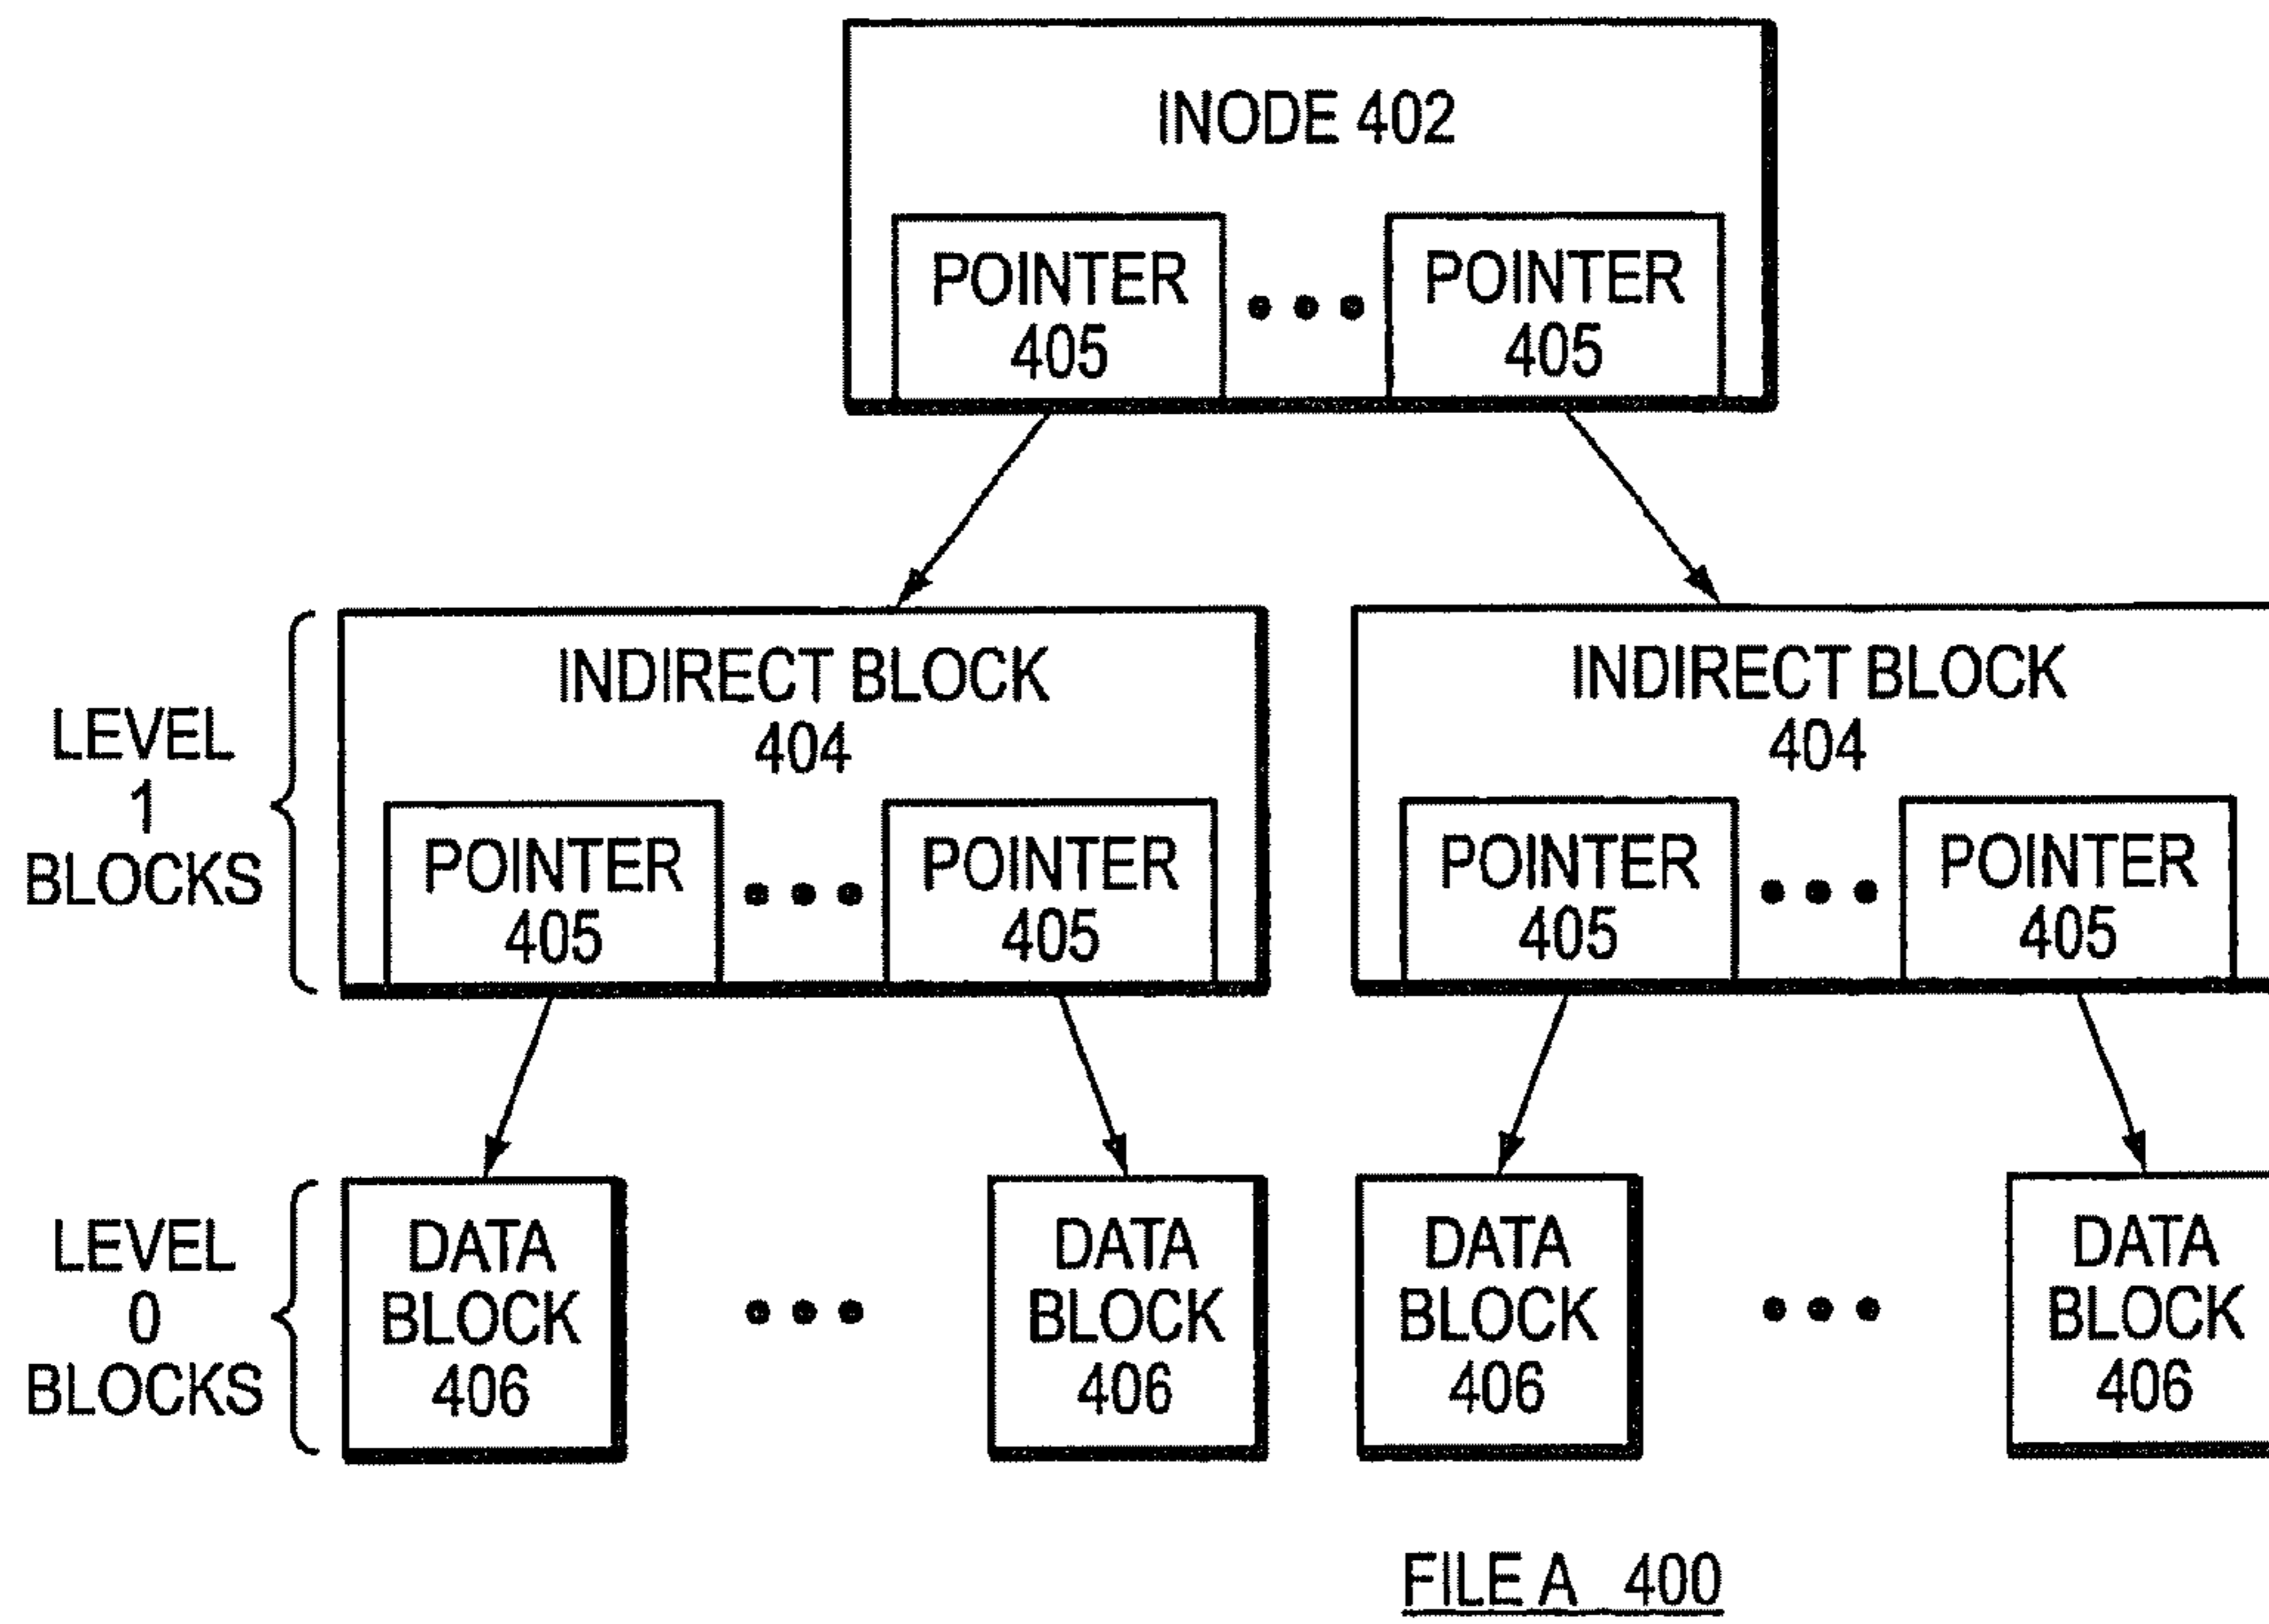 INODE 402
POINTER
405
POINTER
405
LEVEL
1
BLOCKS
INDIRECT BLOCK
404
POINTER
405
POINTER
405
INDIRECT BLOCK
404
POINTER
405
POINTER
405
LEVEL
0
BLOCKS
DATA
BLOCK
406
DATA
BLOCK
406
DATA
BLOCK
406
DATA
BLOCK
406
FILE A 400